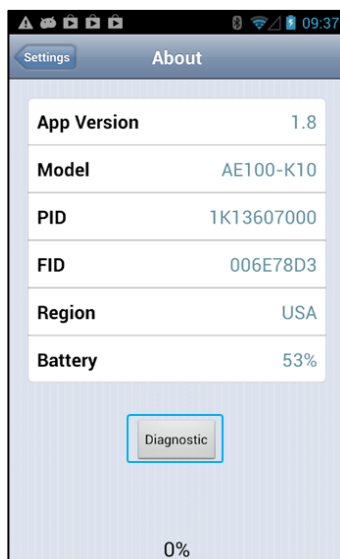 09:37
Settings
About
App Version 1.8
Model AE100-K10
PID 1K13607000
FID 006E78D3
Region USA
Battery 53%
Diagnostic
0%